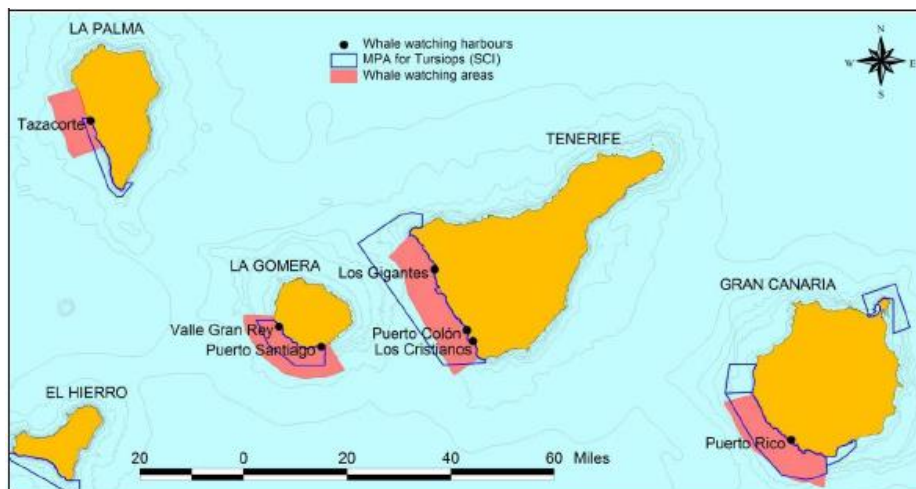 LA PALMA
Whale watching harbours
MPA for Tursiops (SCI)
Whale watching areas
N
W E
S
Tazacorte
TENERIFE
LA GOMERA
Los Gigantes
GRAN CANARIA
Valle Gran Rey
Puerto Colón
Puerto Santiago
Los Cristianos
EL HIERRO
Puerto Rico
20 0 20 40 60 Miles